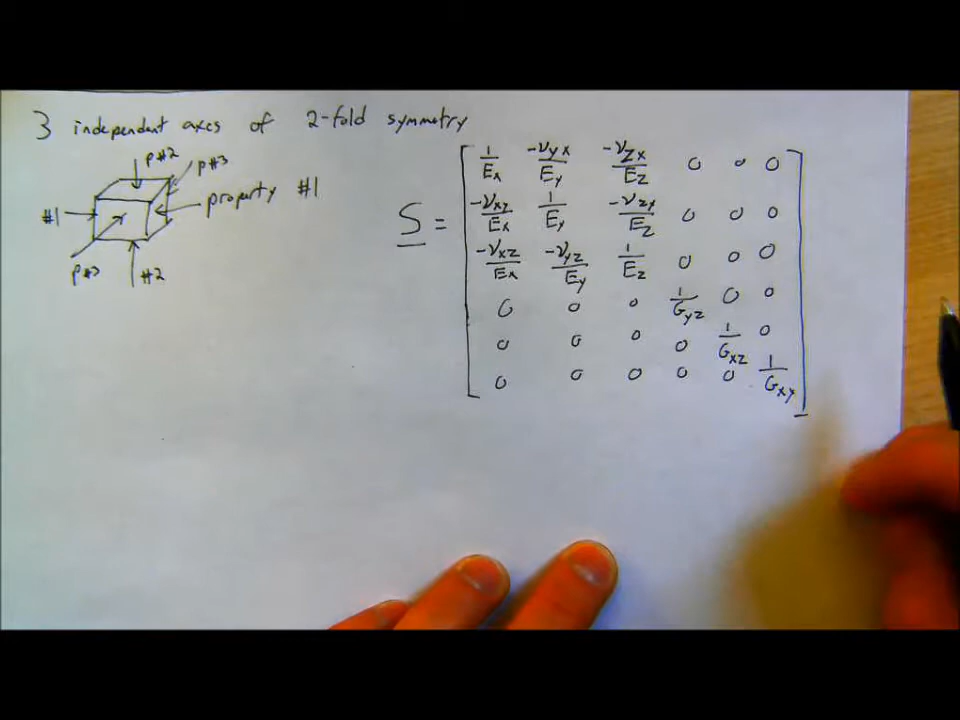 3 independent axes of 2-fold symmetry
p#2
p#3
property #1
#1
#2
S =
1/Ex -νyx/Ey -νzx/Ez 0 0 0
-νxz/Ex 1/Ey -νzy/Ez 0 0 0
-νxz/Ex -νyz/Ey 1/Ez 0 0 0
0 0 0 1/Gyz 0 0
0 0 0 0 1/Gxz 0
0 0 0 0 0 1/Gxy